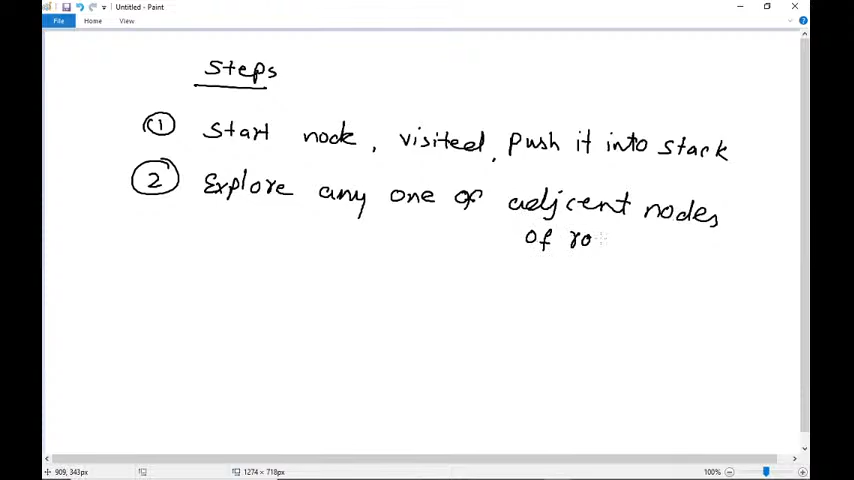 Untitled - Paint
File Home View
Steps
1 Start node, visited, push it into stack
2 Explore any one of adjcent nodes
of ro
909, 343px 1274 × 718px 100%